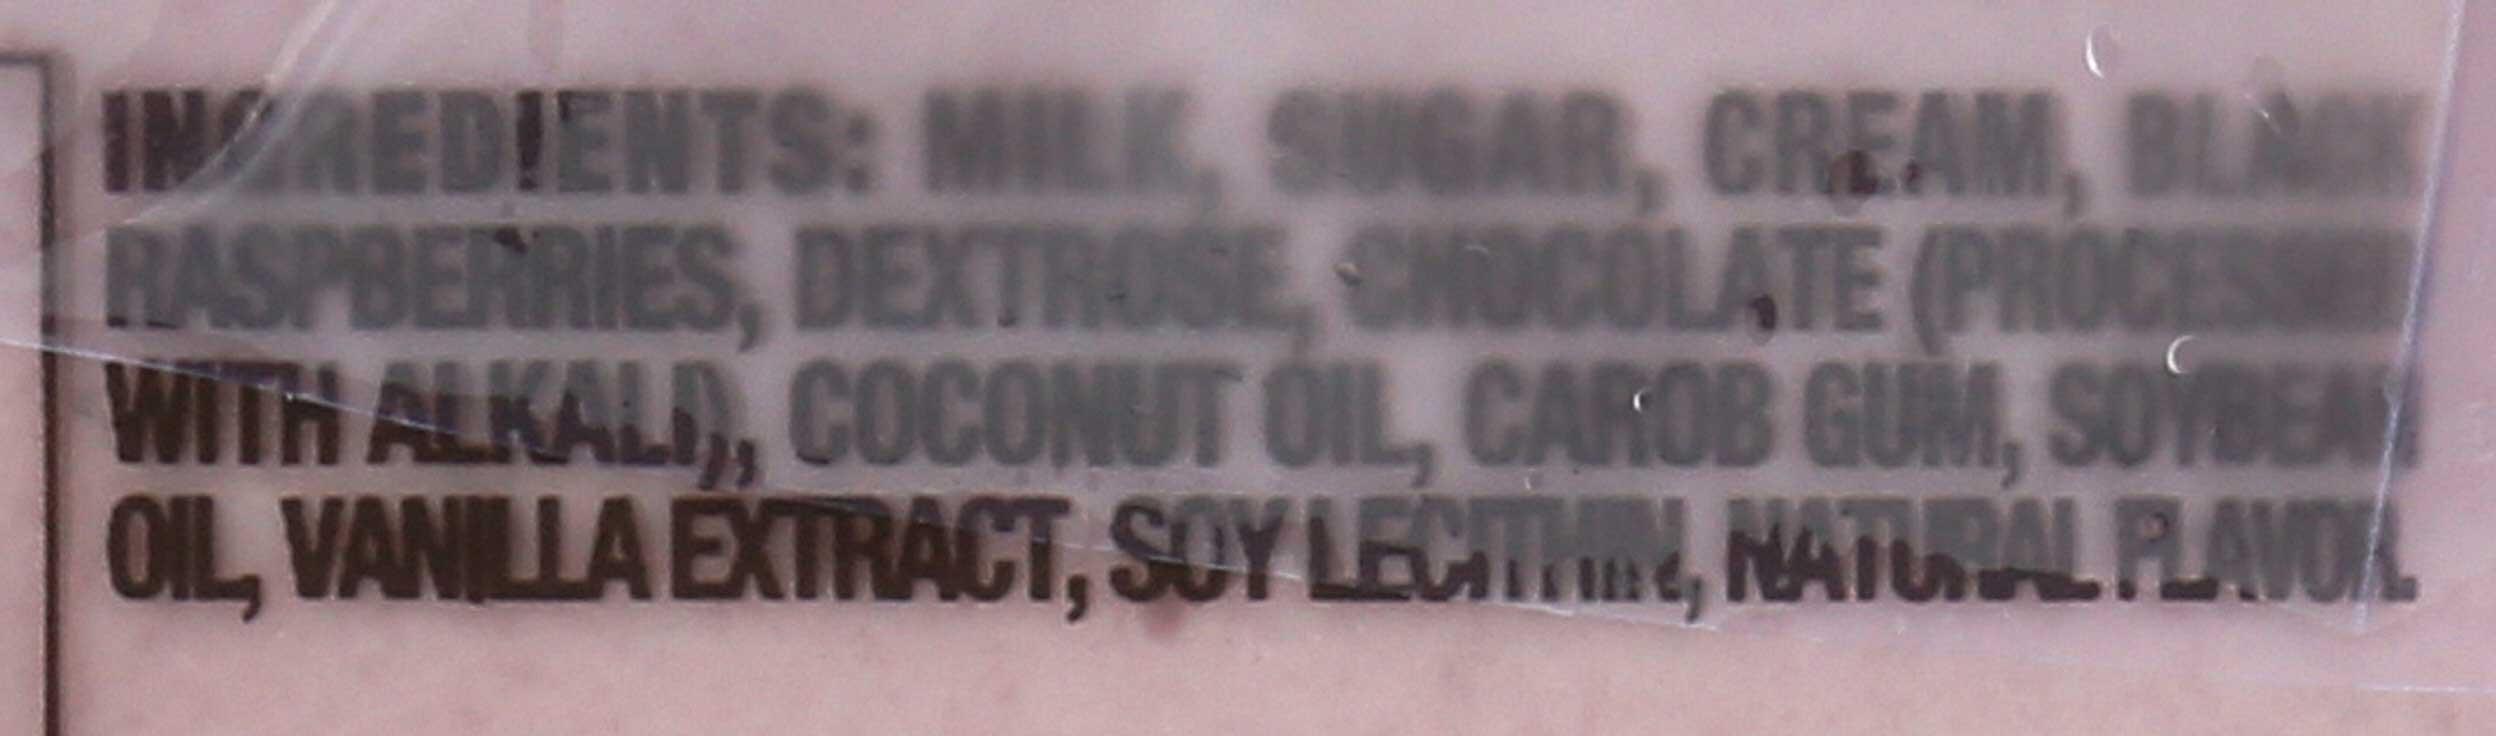 INGREDIENTS: MILK, SUGAR, CREAM, BLACK
RASPBERRIES, DEXTROSE, CHOCOLATE (PROCESSED
WITH ALKALI), COCONUT OIL, CAROB GUM, SOYBEAN
OIL, VANILLA EXTRACT, SOY LECITHIN, NATURAL FLAVOR.